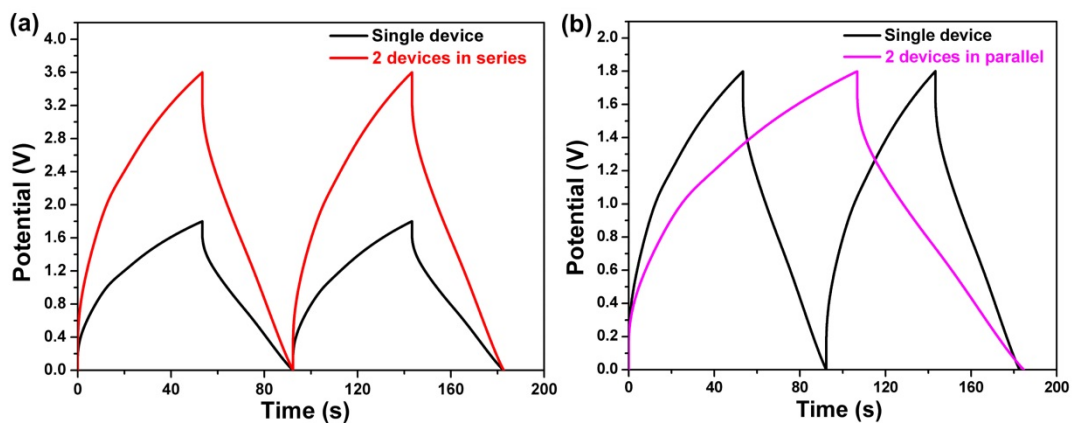 (a)
Single device
2 devices in series
Potential (V)
4.0
3.6
3.2
2.8
2.4
2.0
1.6
1.2
0.8
0.4
0.0
0 40 80 120 160 200
Time (s)
(b)
Single device
2 devices in parallel
Potential (V)
2.0
1.8
1.6
1.4
1.2
1.0
0.8
0.6
0.4
0.2
0.0
0 40 80 120 160 200
Time (s)